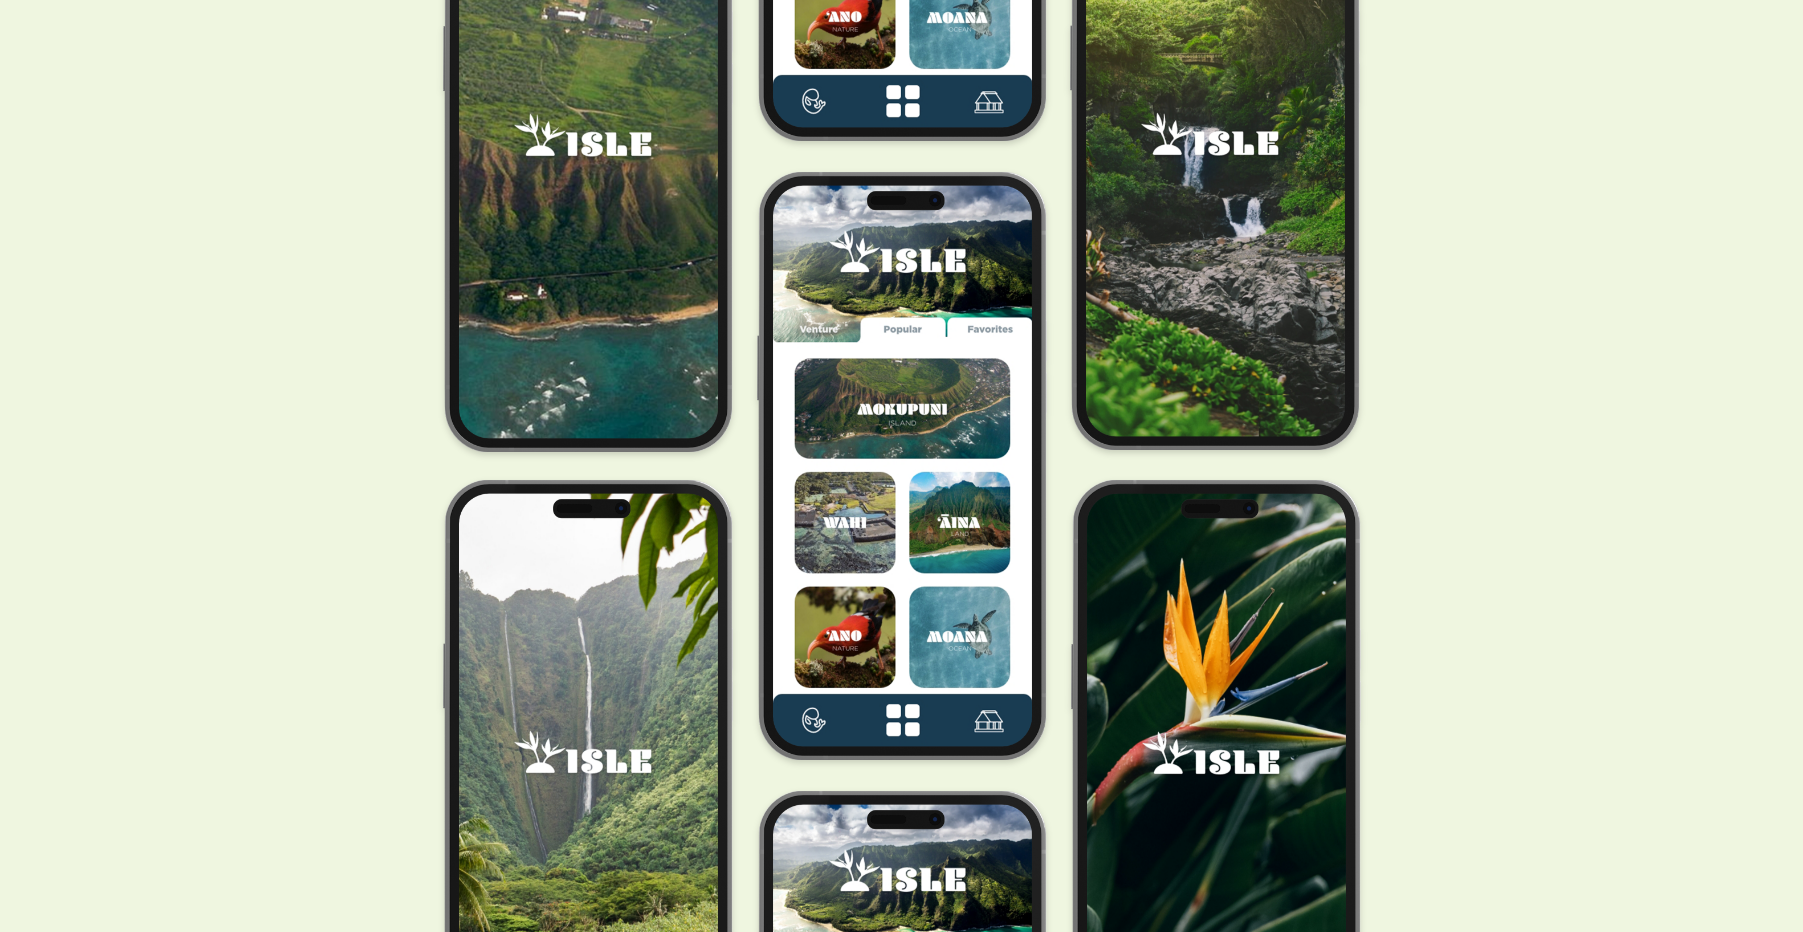 ISLE
ʻANO
NATURE
MOANA
OCEAN
ISLE
ISLE
Venture
Popular
Favorites
MOKUPUNI
ISLAND
WAHI
ʻĀINA
LAND
ʻANO
NATURE
MOANA
OCEAN
ISLE
ISLE
ISLE